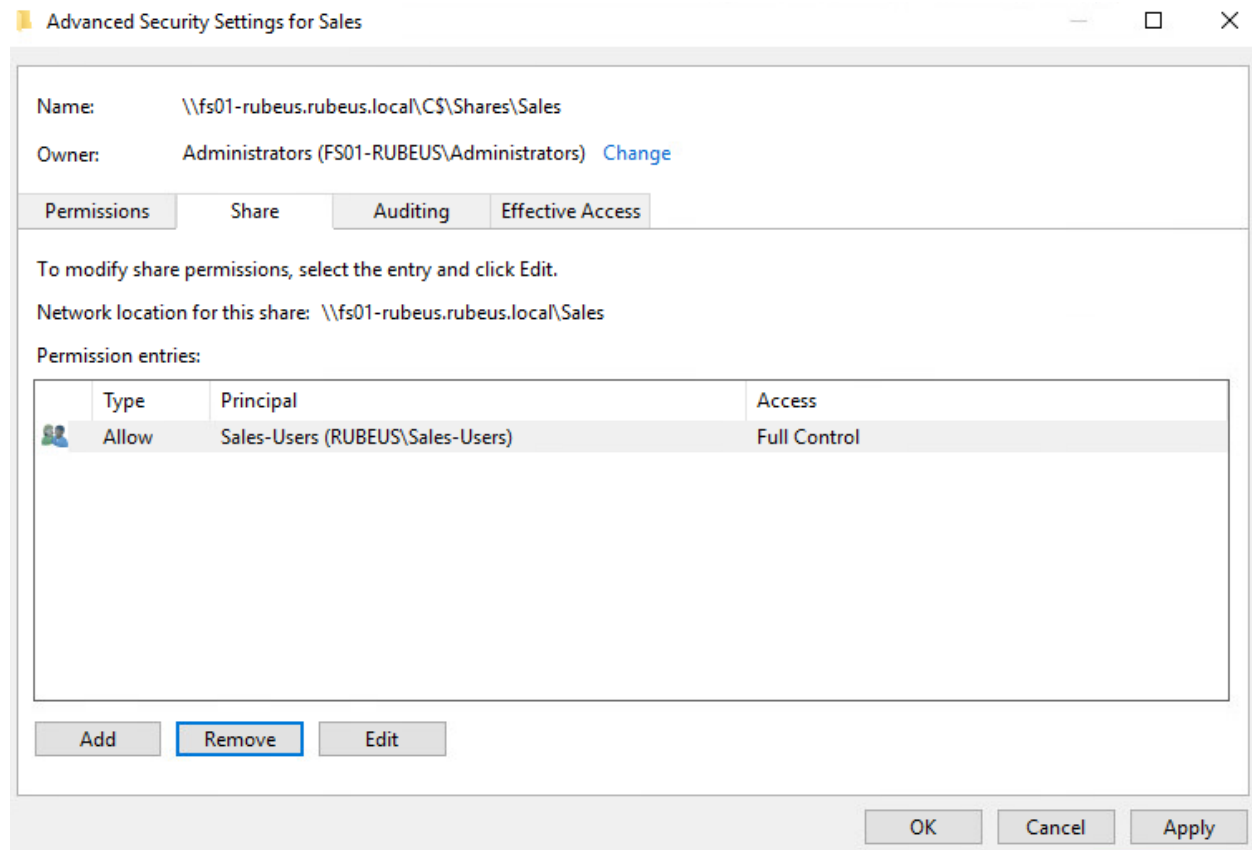 Advanced Security Settings for Sales
Name: \\fs01-rubeus.rubeus.local\C$\Shares\Sales
Owner: Administrators (FS01-RUBEUS\Administrators) Change
Permissions Share Auditing Effective Access
To modify share permissions, select the entry and click Edit.
Network location for this share: \\fs01-rubeus.rubeus.local\Sales
Permission entries:
Type Principal Access
Allow Sales-Users (RUBEUS\Sales-Users) Full Control
Add Remove Edit
OK Cancel Apply